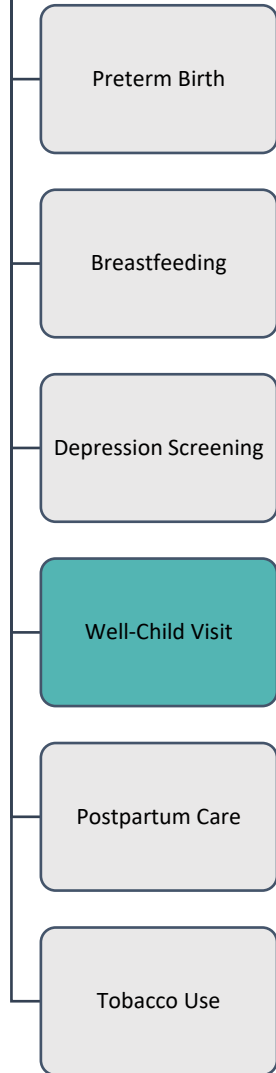 Preterm Birth
Breastfeeding
Depression Screening
Well-Child Visit
Postpartum Care
Tobacco Use